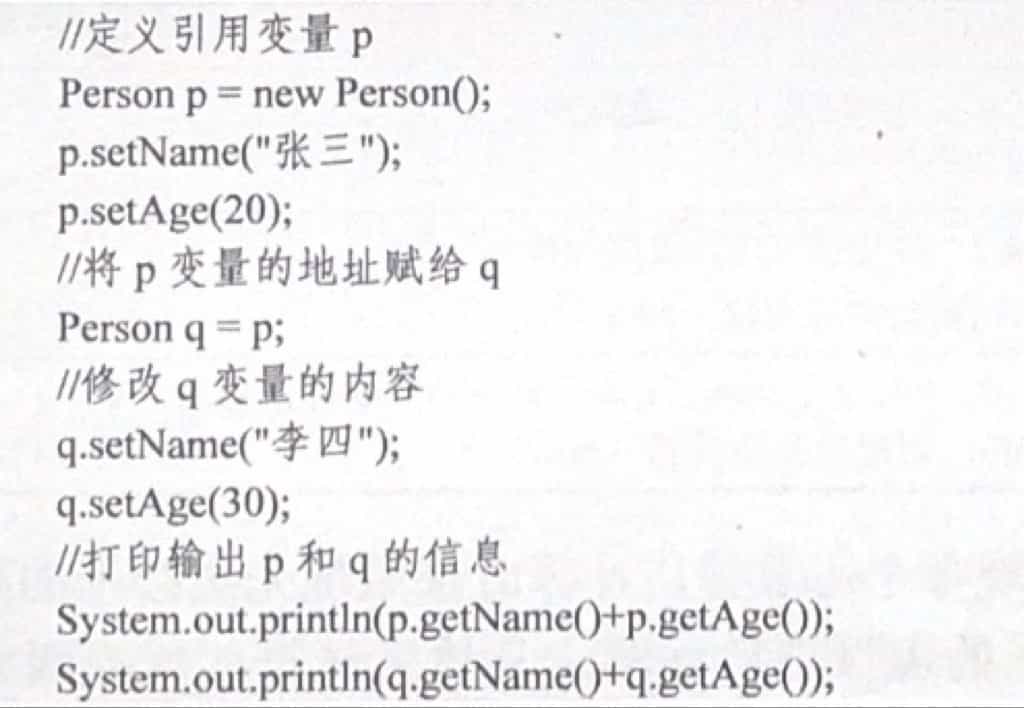 //定义引用变量 p
Person p = new Person();
p.setName("张三");
p.setAge(20);
//将 p 变量的地址赋给 q
Person q = p;
//修改 q 变量的内容
q.setName("李四");
q.setAge(30);
//打印输出 p 和 q 的信息
System.out.println(p.getName()+p.getAge());
System.out.println(q.getName()+q.getAge());